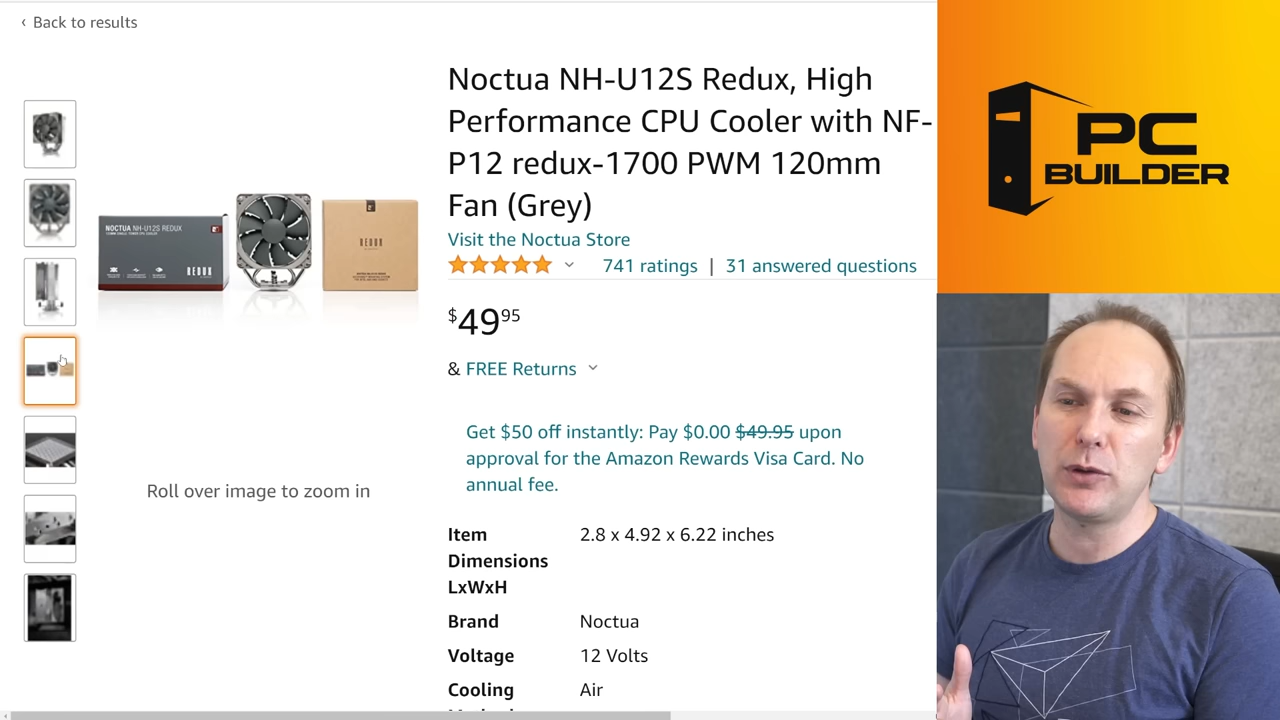 ‹ Back to results
Noctua NH-U12S Redux, High
Performance CPU Cooler with NF-
P12 redux-1700 PWM 120mm
Fan (Grey)
Visit the Noctua Store
741 ratings | 31 answered questions
$49 95
& FREE Returns
Get $50 off instantly: Pay $0.00 $49.95 upon
approval for the Amazon Rewards Visa Card. No
annual fee.
Item 2.8 x 4.92 x 6.22 inches
Dimensions
LxWxH
Brand Noctua
Voltage 12 Volts
Cooling Air
NOCTUA NH-U12S REDUX
REDUX
REDUX
Roll over image to zoom in
PC
BUILDER